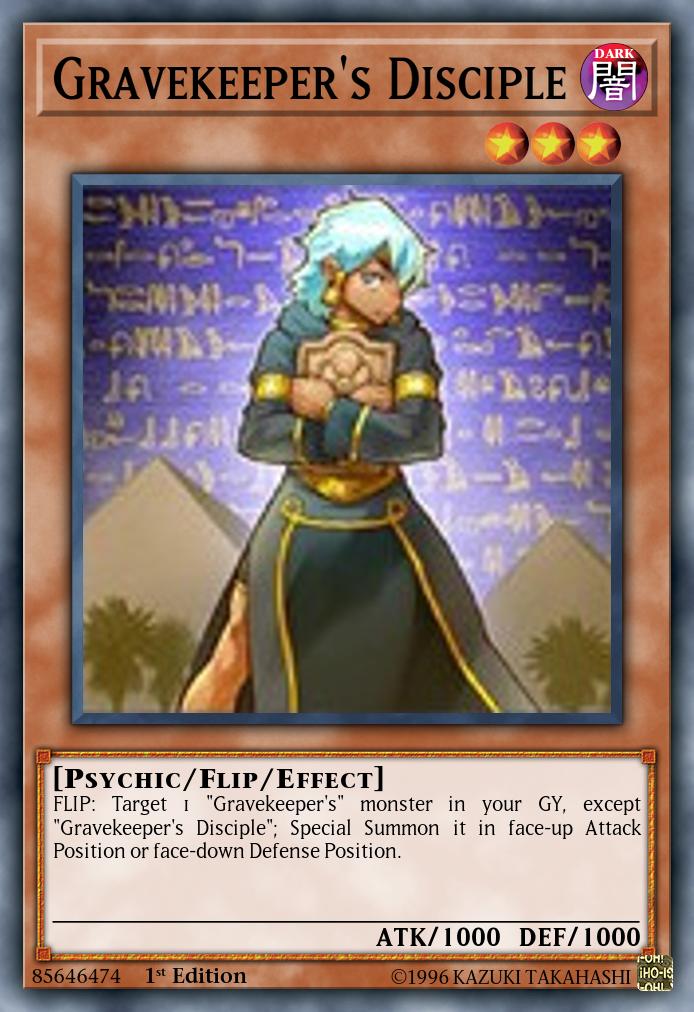 GRAVEKEEPER'S DISCIPLE
DARK
闇
[PSYCHIC/FLIP/EFFECT]
FLIP: Target 1 "Gravekeeper's" monster in your GY, except
"Gravekeeper's Disciple"; Special Summon it in face-up Attack
Position or face-down Defense Position.
ATK/1000 DEF/1000
85646474 1st Edition ©1996 KAZUKI TAKAHASHI